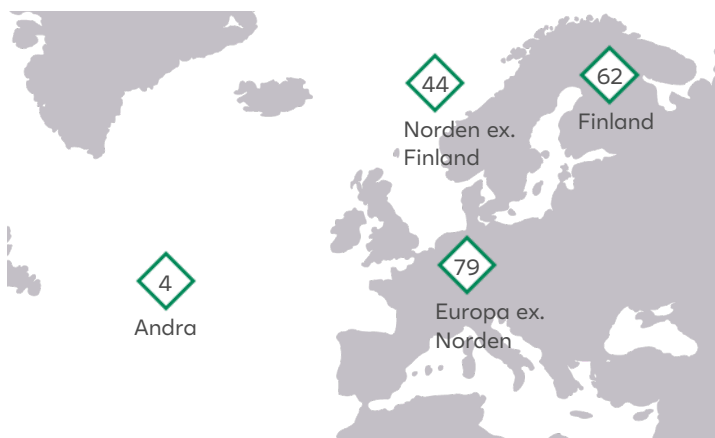 44
Norden ex.
Finland
62
Finland
4
Andra
79
Europa ex.
Norden